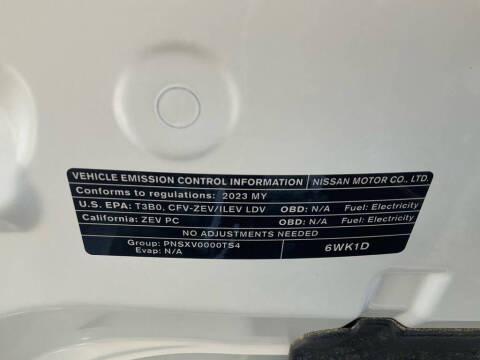 VEHICLE EMISSION CONTROL INFORMATION NISSAN MOTOR CO., LTD.
Conforms to regulations: 2023 MY
U.S. EPA: T3B0, CFV-ZEV/ILEV LDV OBD: N/A Fuel: Electricity
California: ZEV PC OBD: N/A Fuel: Electricity
NO ADJUSTMENTS NEEDED
Group: PNSXV0000TS4
Evap: N/A
6WK1D